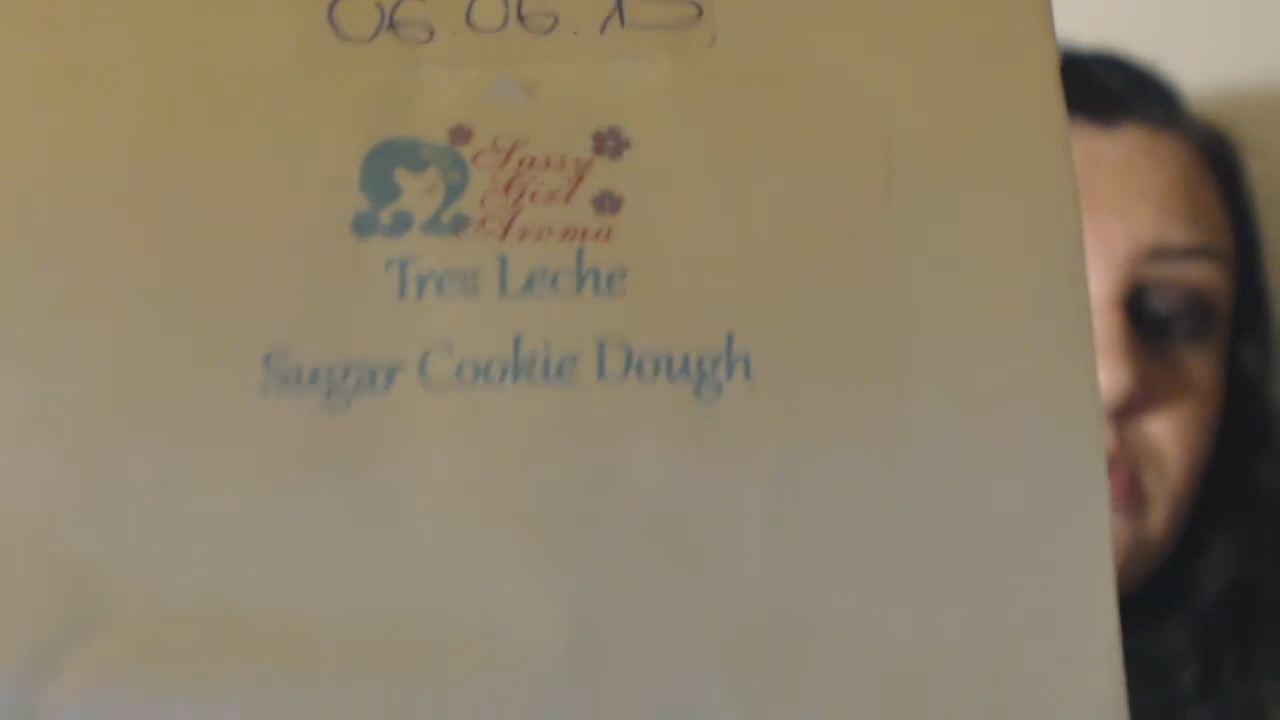 06.06.15
Sassy
Girl
Aroma
Tres Leche
Sugar Cookie Dough